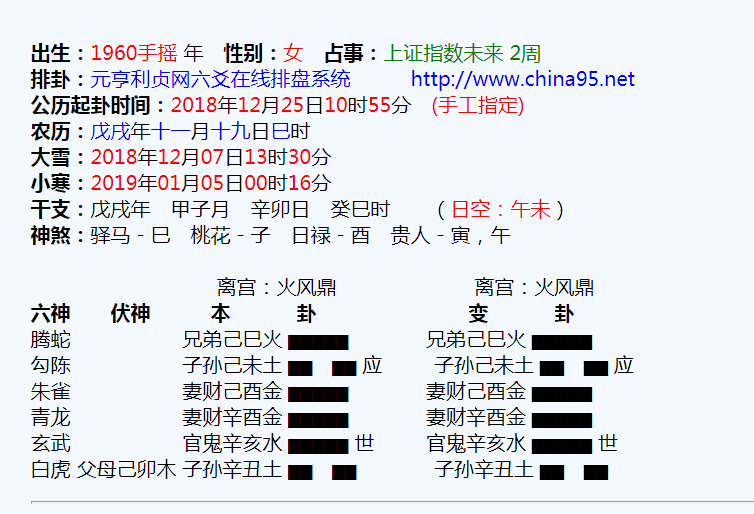 出生：1960手摇 年 性别：女 占事：上证指数未来 2周
排卦：元亨利贞网六爻在线排盘系统 http://www.china95.net
公历起卦时间：2018年12月25日10时55分 (手工指定)
农历：戊戌年十一月十九日巳时
大雪：2018年12月07日13时30分
小寒：2019年01月05日00时16分
干支：戊戌年 甲子月 辛卯日 癸巳时 （日空：午未）
神煞：驿马－巳 桃花－子 日禄－酉 贵人－寅，午
离宫：火风鼎 离宫：火风鼎
六神 伏神 本 卦 变 卦
腾蛇 兄弟己巳火 兄弟己巳火
勾陈 子孙己未土 应 子孙己未土 应
朱雀 妻财己酉金 妻财己酉金
青龙 妻财辛酉金 妻财辛酉金
玄武 官鬼辛亥水 世 官鬼辛亥水 世
白虎 父母己卯木 子孙辛丑土 子孙辛丑土